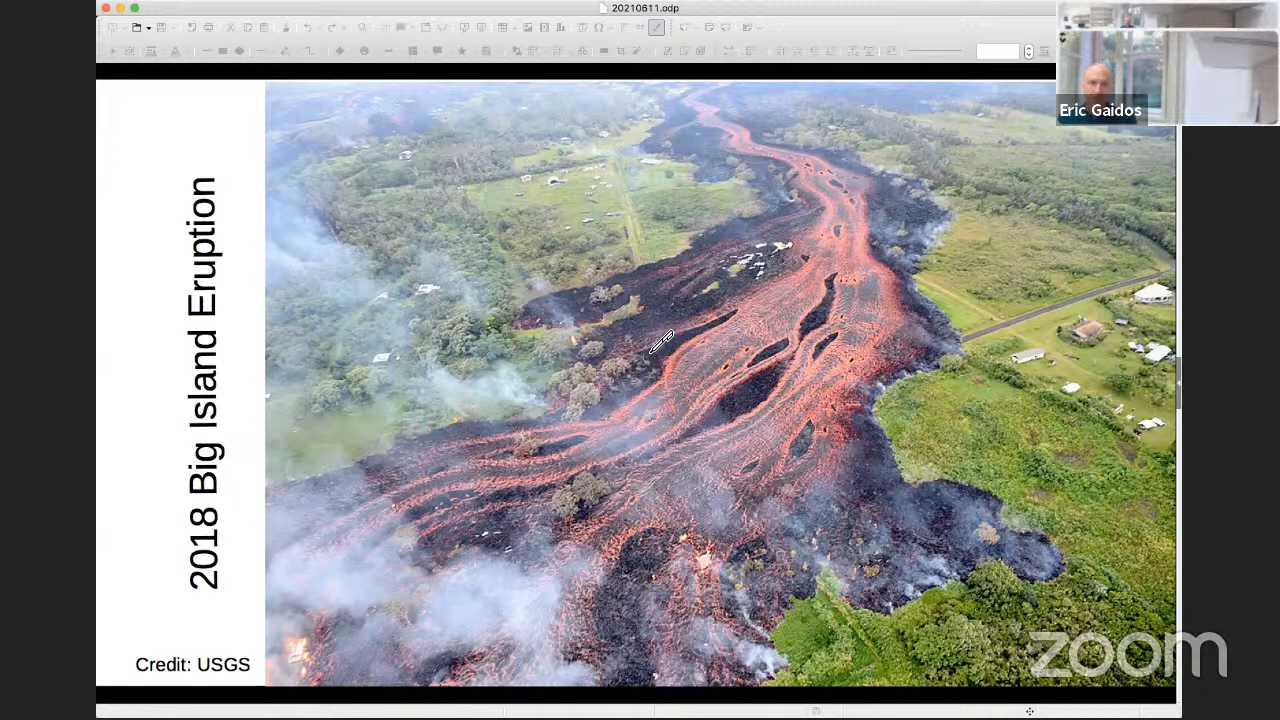 20210611.odp
Eric Gaidos
2018 Big Island Eruption
Credit: USGS
zoom